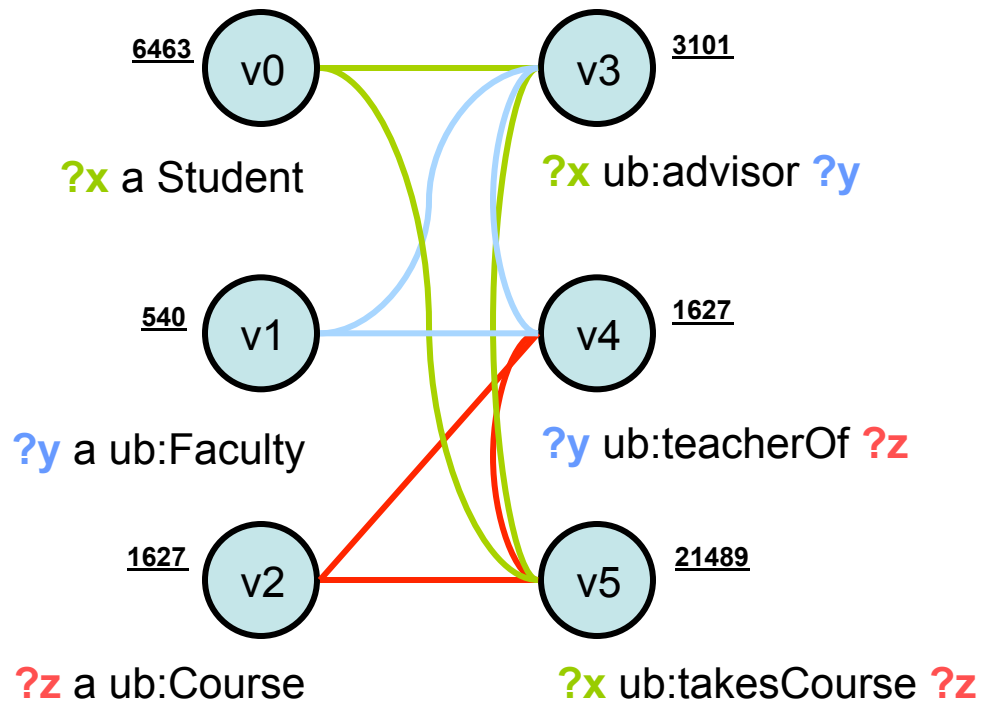 6463
v0
v3
3101
?x a Student
?x ub:advisor ?y
540
v1
v4
1627
?y a ub:Faculty
?y ub:teacherOf ?z
1627
v2
v5
21489
?z a ub:Course
?x ub:takesCourse ?z